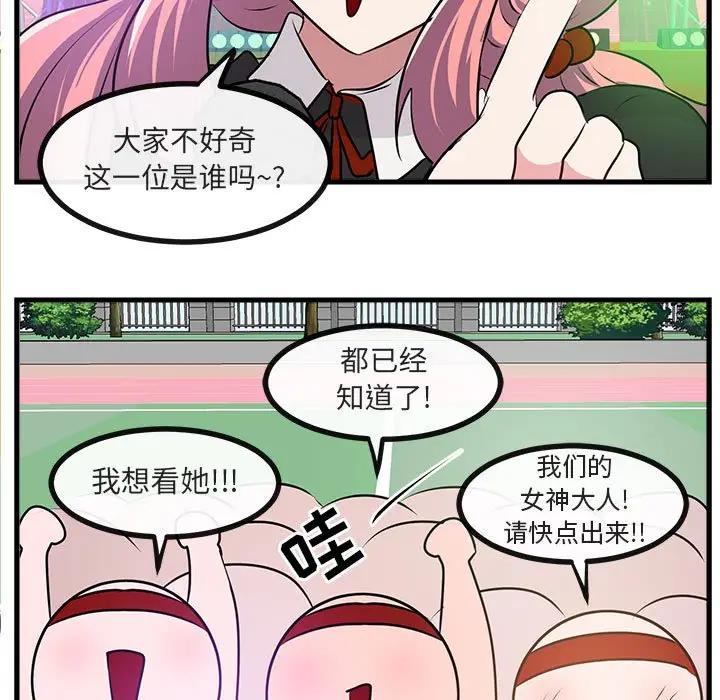 大家不好奇
这一位是谁吗~?
都已经
知道了!
我想看她!!!
我们的
女神大人!
请快点出来!!
哇